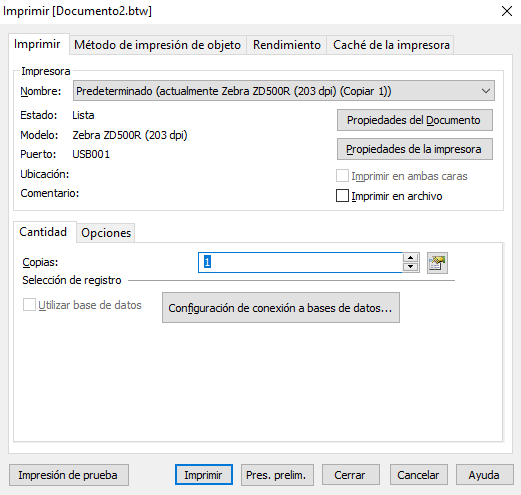 Imprimir [Documento2.btw]
Imprimir Método de impresión de objeto Rendimiento Caché de la impresora
Impresora
Nombre: Predeterminado (actualmente Zebra ZD500R (203 dpi) (Copiar 1))
Estado: Lista Propiedades del Documento
Modelo: Zebra ZD500R (203 dpi)
Puerto: USB001 Propiedades de la impresora
Ubicación: Imprimir en ambas caras
Comentario: Imprimir en archivo
Cantidad Opciones
Copias: 1
Selección de registro
Utilizar base de datos Configuración de conexión a bases de datos...
Impresión de prueba Imprimir Pres. prelim. Cerrar Cancelar Ayuda